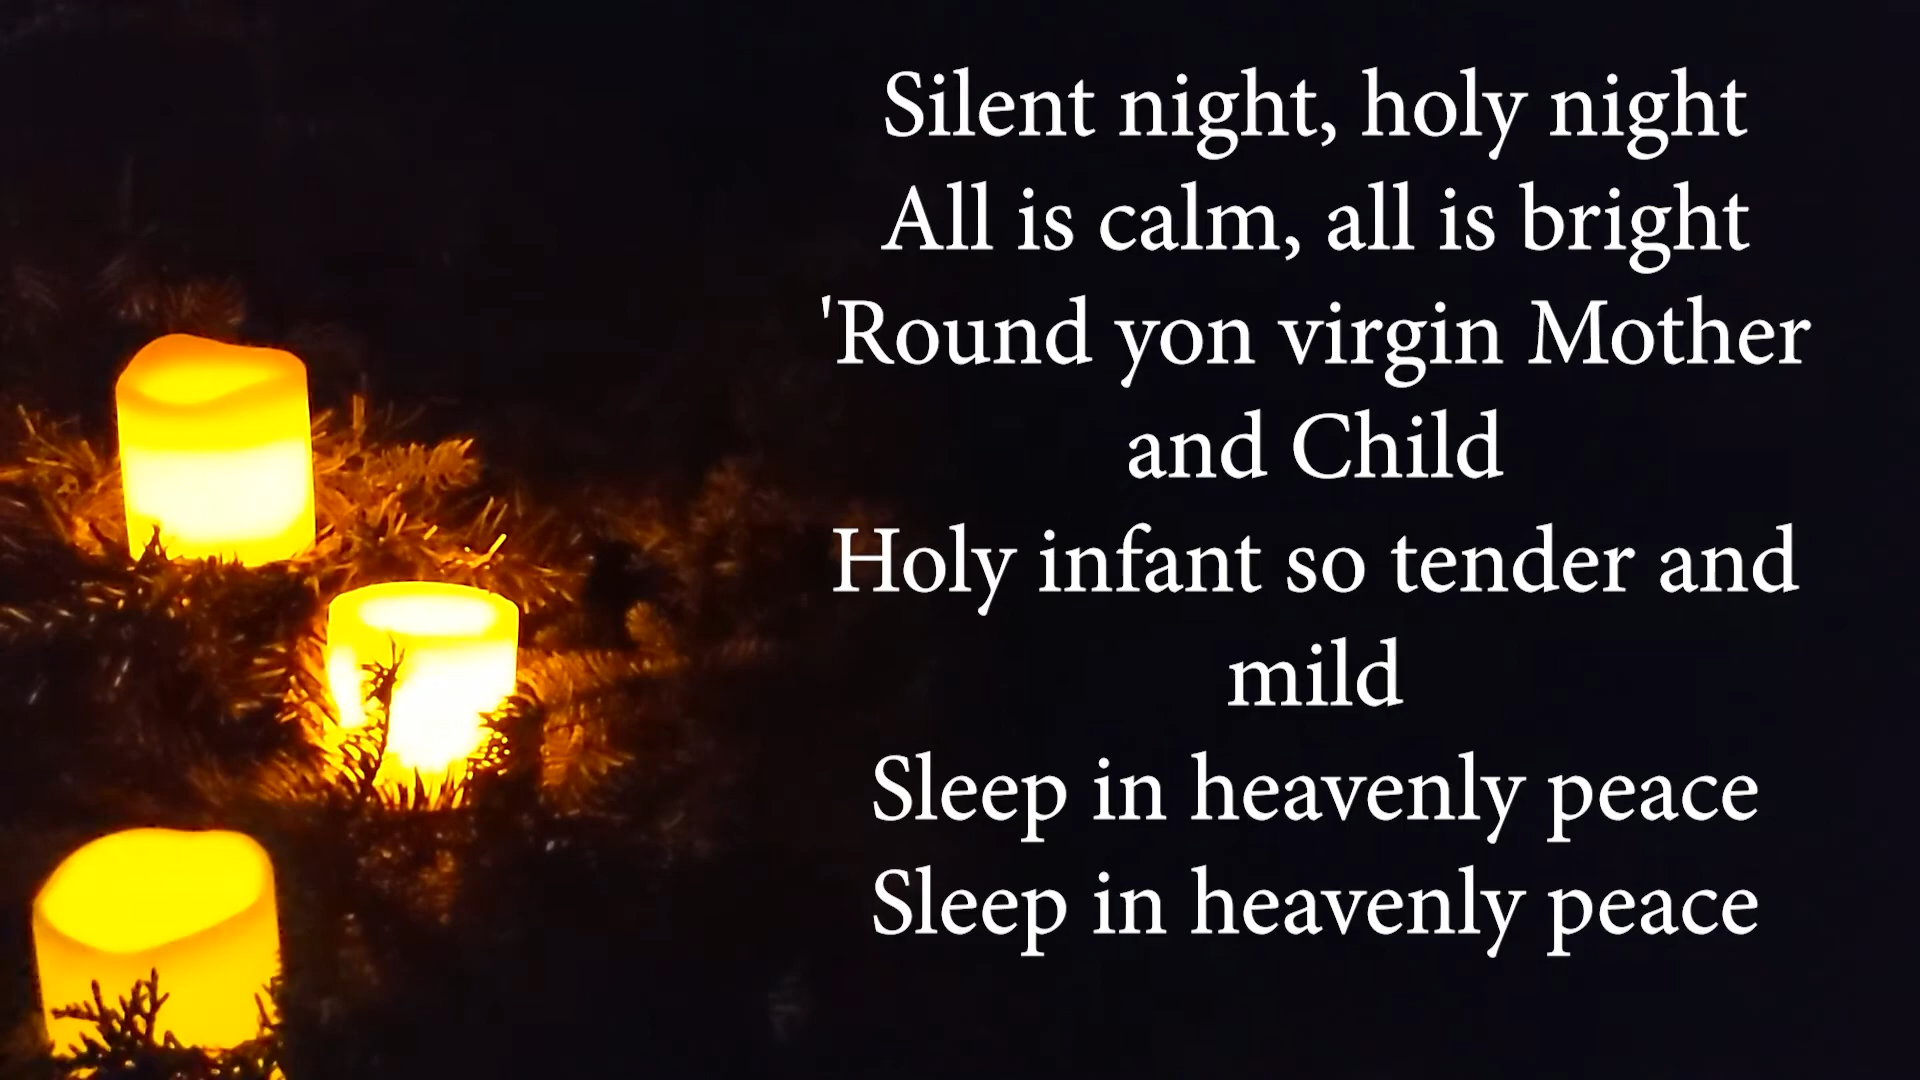 Silent night, holy night
All is calm, all is bright
'Round yon virgin Mother
and Child
Holy infant so tender and
mild
Sleep in heavenly peace
Sleep in heavenly peace